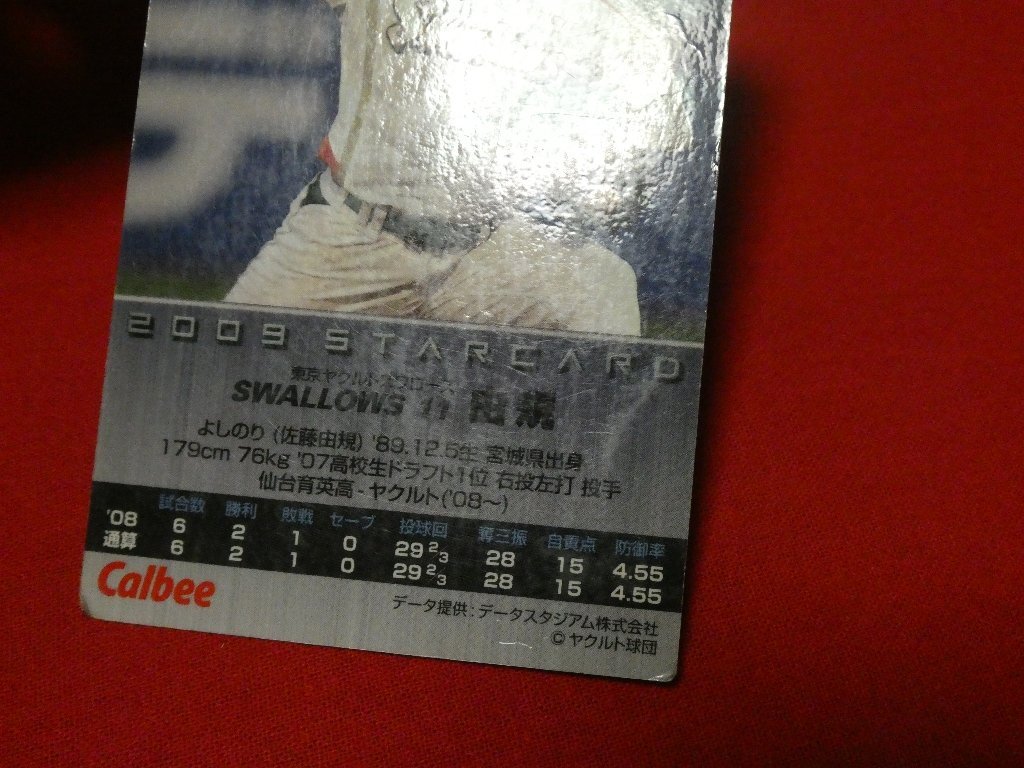 2009 STARCARD
東京ヤクルトスワローズ
SWALLOWS 11 由規
よしのり (佐藤由規) '89.12.5生 宮城県出身
179cm 76kg '07高校生ドラフト1位 右投左打 投手
仙台育英高-ヤクルト('08〜)
試合数 勝利 敗戦 セーブ 投球回 奪三振 自責点 防御率
'08 6 2 1 0 29 2/3 28 15 4.55
通算 6 2 1 0 29 2/3 28 15 4.55
Calbee
データ提供:データスタジアム株式会社
©ヤクルト球団